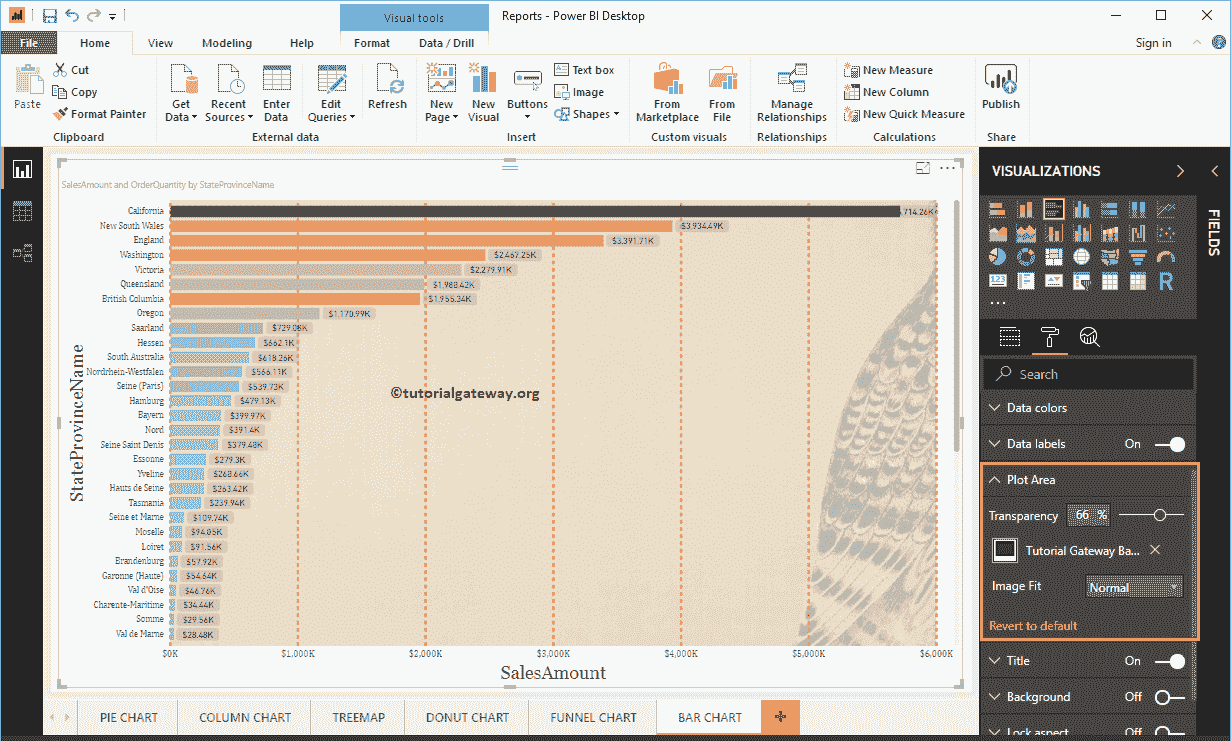 Visual tools
Reports - Power BI Desktop
File
Home
View
Modeling
Help
Format
Data / Drill
Sign in
Paste
Cut
Copy
Format Painter
Clipboard
Get Data
Recent Sources
Enter Data
Edit Queries
Refresh
External data
New Page
New Visual
Buttons
Text box
Image
Shapes
Insert
From Marketplace
From File
Custom visuals
Manage Relationships
Relationships
New Measure
New Column
New Quick Measure
Calculations
Publish
Share
SalesAmount and OrderQuantity by StateProvinceName
StateProvinceName
California 714.26K
New South Wales $3,934.49K
England $3,391.71K
Washington $2,467.25K
Victoria $2,279.91K
Queensland $1,988.42K
British Columbia $1,955.34K
Oregon $1,170.99K
Saarland $729.08K
Hessen $662.1K
South Australia $618.26K
Nordrhein-Westfalen $566.11K
Seine (Paris) $539.73K
Hamburg $479.13K
Bayern $399.97K
Nord $391.4K
Seine Saint Denis $379.48K
Essonne $279.3K
Yveline $268.66K
Hauts de Seine $263.42K
Tasmania $239.94K
Seine et Marne $109.74K
Moselle $94.05K
Loiret $91.56K
Brandenburg $57.92K
Garonne (Haute) $54.64K
Val d'Oise $46.76K
Charente-Maritime $34.44K
Somme $29.56K
Val de Marne $28.48K
©tutorialgateway.org
$0K $1,000K $2,000K $3,000K $4,000K $5,000K $6,000K
SalesAmount
PIE CHART
COLUMN CHART
TREEMAP
DONUT CHART
FUNNEL CHART
BAR CHART
VISUALIZATIONS
FIELDS
123
R
Search
Data colors
Data labels On
Plot Area
Transparency 66 %
Tutorial Gateway Ba...
Image Fit Normal
Revert to default
Title On
Background Off
Lock aspect Off